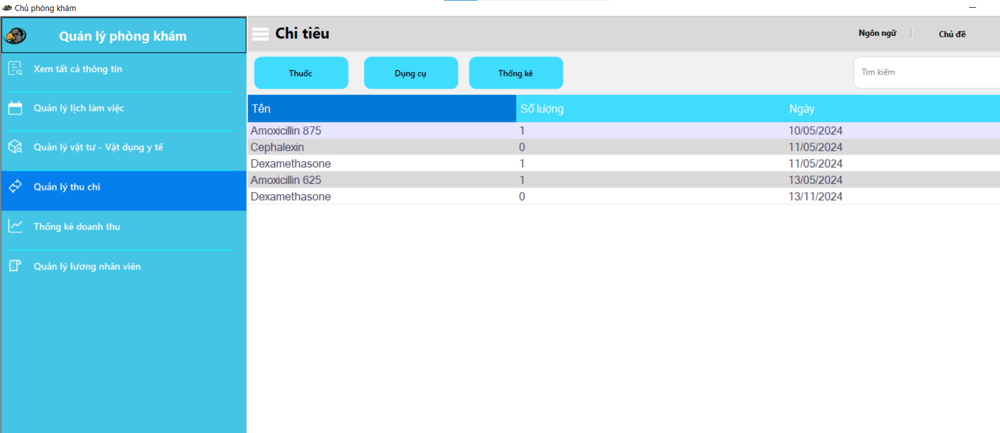 Chủ phòng khám
Quản lý phòng khám
Xem tất cả thông tin
Quản lý lịch làm việc
Quản lý vật tư - Vật dụng y tế
Quản lý thu chi
Thống kê doanh thu
Quản lý lương nhân viên
Chi tiêu
Ngôn ngữ
Chủ đề
Thuốc
Dụng cụ
Thống kê
Tìm kiếm
Tên Số lượng Ngày
Amoxicillin 875 1 10/05/2024
Cephalexin 0 11/05/2024
Dexamethasone 1 11/05/2024
Amoxicillin 625 1 13/05/2024
Dexamethasone 0 13/11/2024